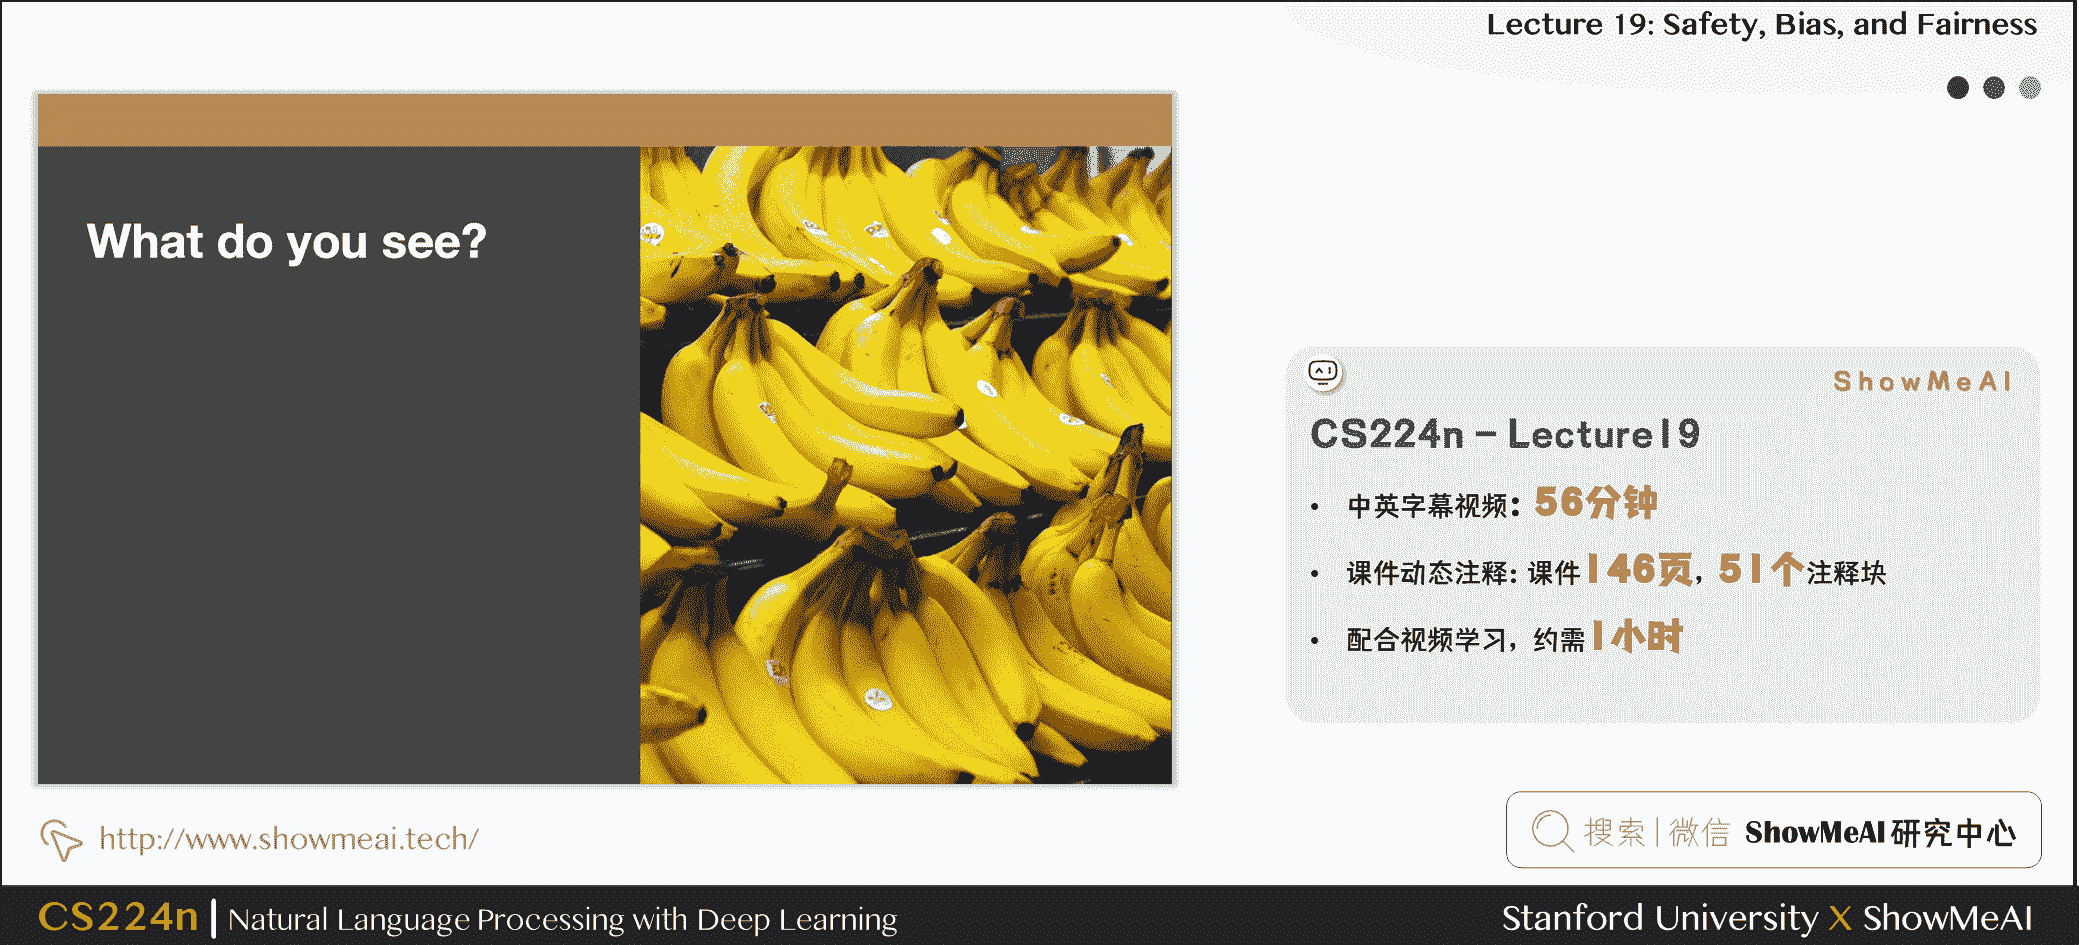 Lecture 19: Safety, Bias, and Fairness
What do you see?
ShowMeAI
CS224n - Lecture19
• 中英字幕视频：56分钟
• 课件动态注释：课件146页，51个注释块
• 配合视频学习，约需1小时
http://www.showmeai.tech/
搜索 | 微信 ShowMeAI 研究中心
CS224n | Natural Language Processing with Deep Learning
Stanford University X ShowMeAI